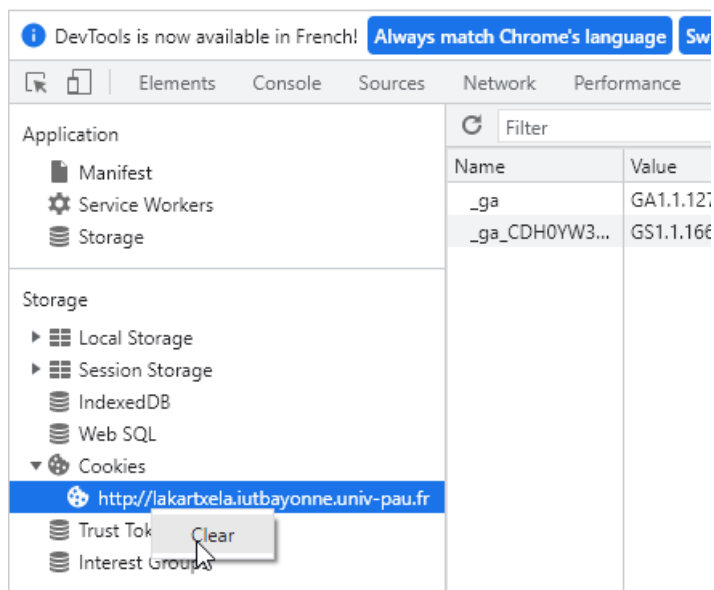 DevTools is now available in French! Always match Chrome's language Sw
Elements Console Sources Network Performance
Application
Manifest
Service Workers
Storage
Filter
Name Value
_ga GA1.1.127
_ga_CDH0YW3... GS1.1.166
Storage
Local Storage
Session Storage
IndexedDB
Web SQL
Cookies
http://lakartxela.iutbayonne.univ-pau.fr
Trust Tok
Clear
Interest Groups